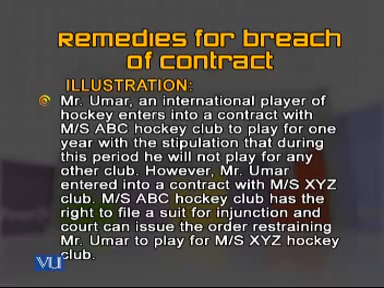 Remedies for breach
of contract
ILLUSTRATION:
Mr. Umar, an international player of
hockey enters into a contract with
M/S ABC hockey club to play for one
year with the stipulation that during
this period he will not play for any
other club. However, Mr. Umar
entered into a contract with M/S XYZ
club. M/S ABC hockey club has the
right to file a suit for injunction and
court can issue the order restraining
Mr. Umar to play for M/S XYZ hockey
club.
VU